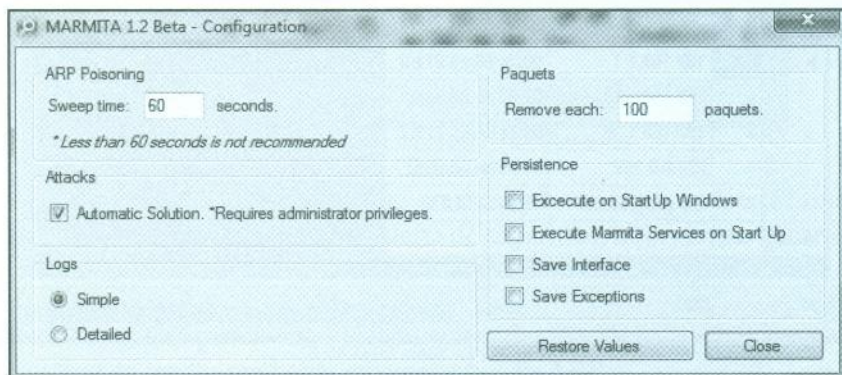 MARMITA 1.2 Beta - Configuration
ARP Poisoning
Sweep time: 60 seconds.
* Less than 60 seconds is not recommended
Attacks
Automatic Solution. *Requires administrator privileges.
Logs
Simple
Detailed
Paquets
Remove each: 100 paquets.
Persistence
Excecute on StartUp Windows
Execute Marmita Services on Start Up
Save Interface
Save Exceptions
Restore Values
Close